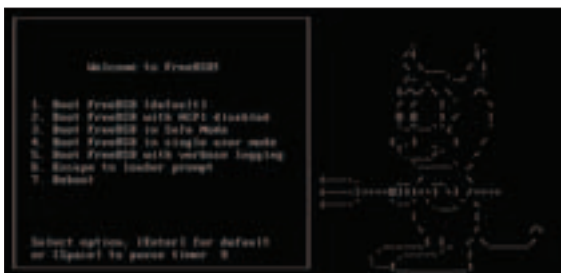 Welcome to FreeBSD!
1. Boot FreeBSD [default]
2. Boot FreeBSD with ACPI disabled
3. Boot FreeBSD in Safe Mode
4. Boot FreeBSD in single user mode
5. Boot FreeBSD with verbose logging
6. Escape to loader prompt
7. Reboot
Select option, [Enter] for default
or [Space] to pause timer